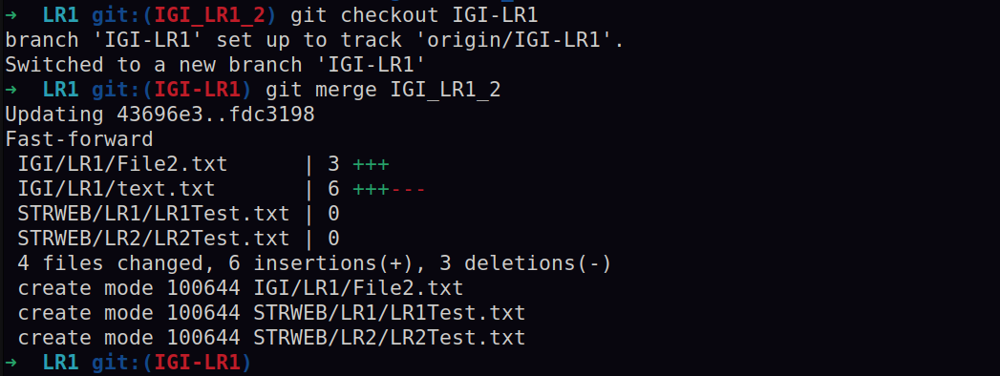 → LR1 git:(IGI_LR1_2) git checkout IGI-LR1
branch 'IGI-LR1' set up to track 'origin/IGI-LR1'.
Switched to a new branch 'IGI-LR1'
→ LR1 git:(IGI-LR1) git merge IGI_LR1_2
Updating 43696e3..fdc3198
Fast-forward
 IGI/LR1/File2.txt      | 3 +++
 IGI/LR1/text.txt       | 6 +++---
 STRWEB/LR1/LR1Test.txt | 0
 STRWEB/LR2/LR2Test.txt | 0
 4 files changed, 6 insertions(+), 3 deletions(-)
 create mode 100644 IGI/LR1/File2.txt
 create mode 100644 STRWEB/LR1/LR1Test.txt
 create mode 100644 STRWEB/LR2/LR2Test.txt
→ LR1 git:(IGI-LR1)